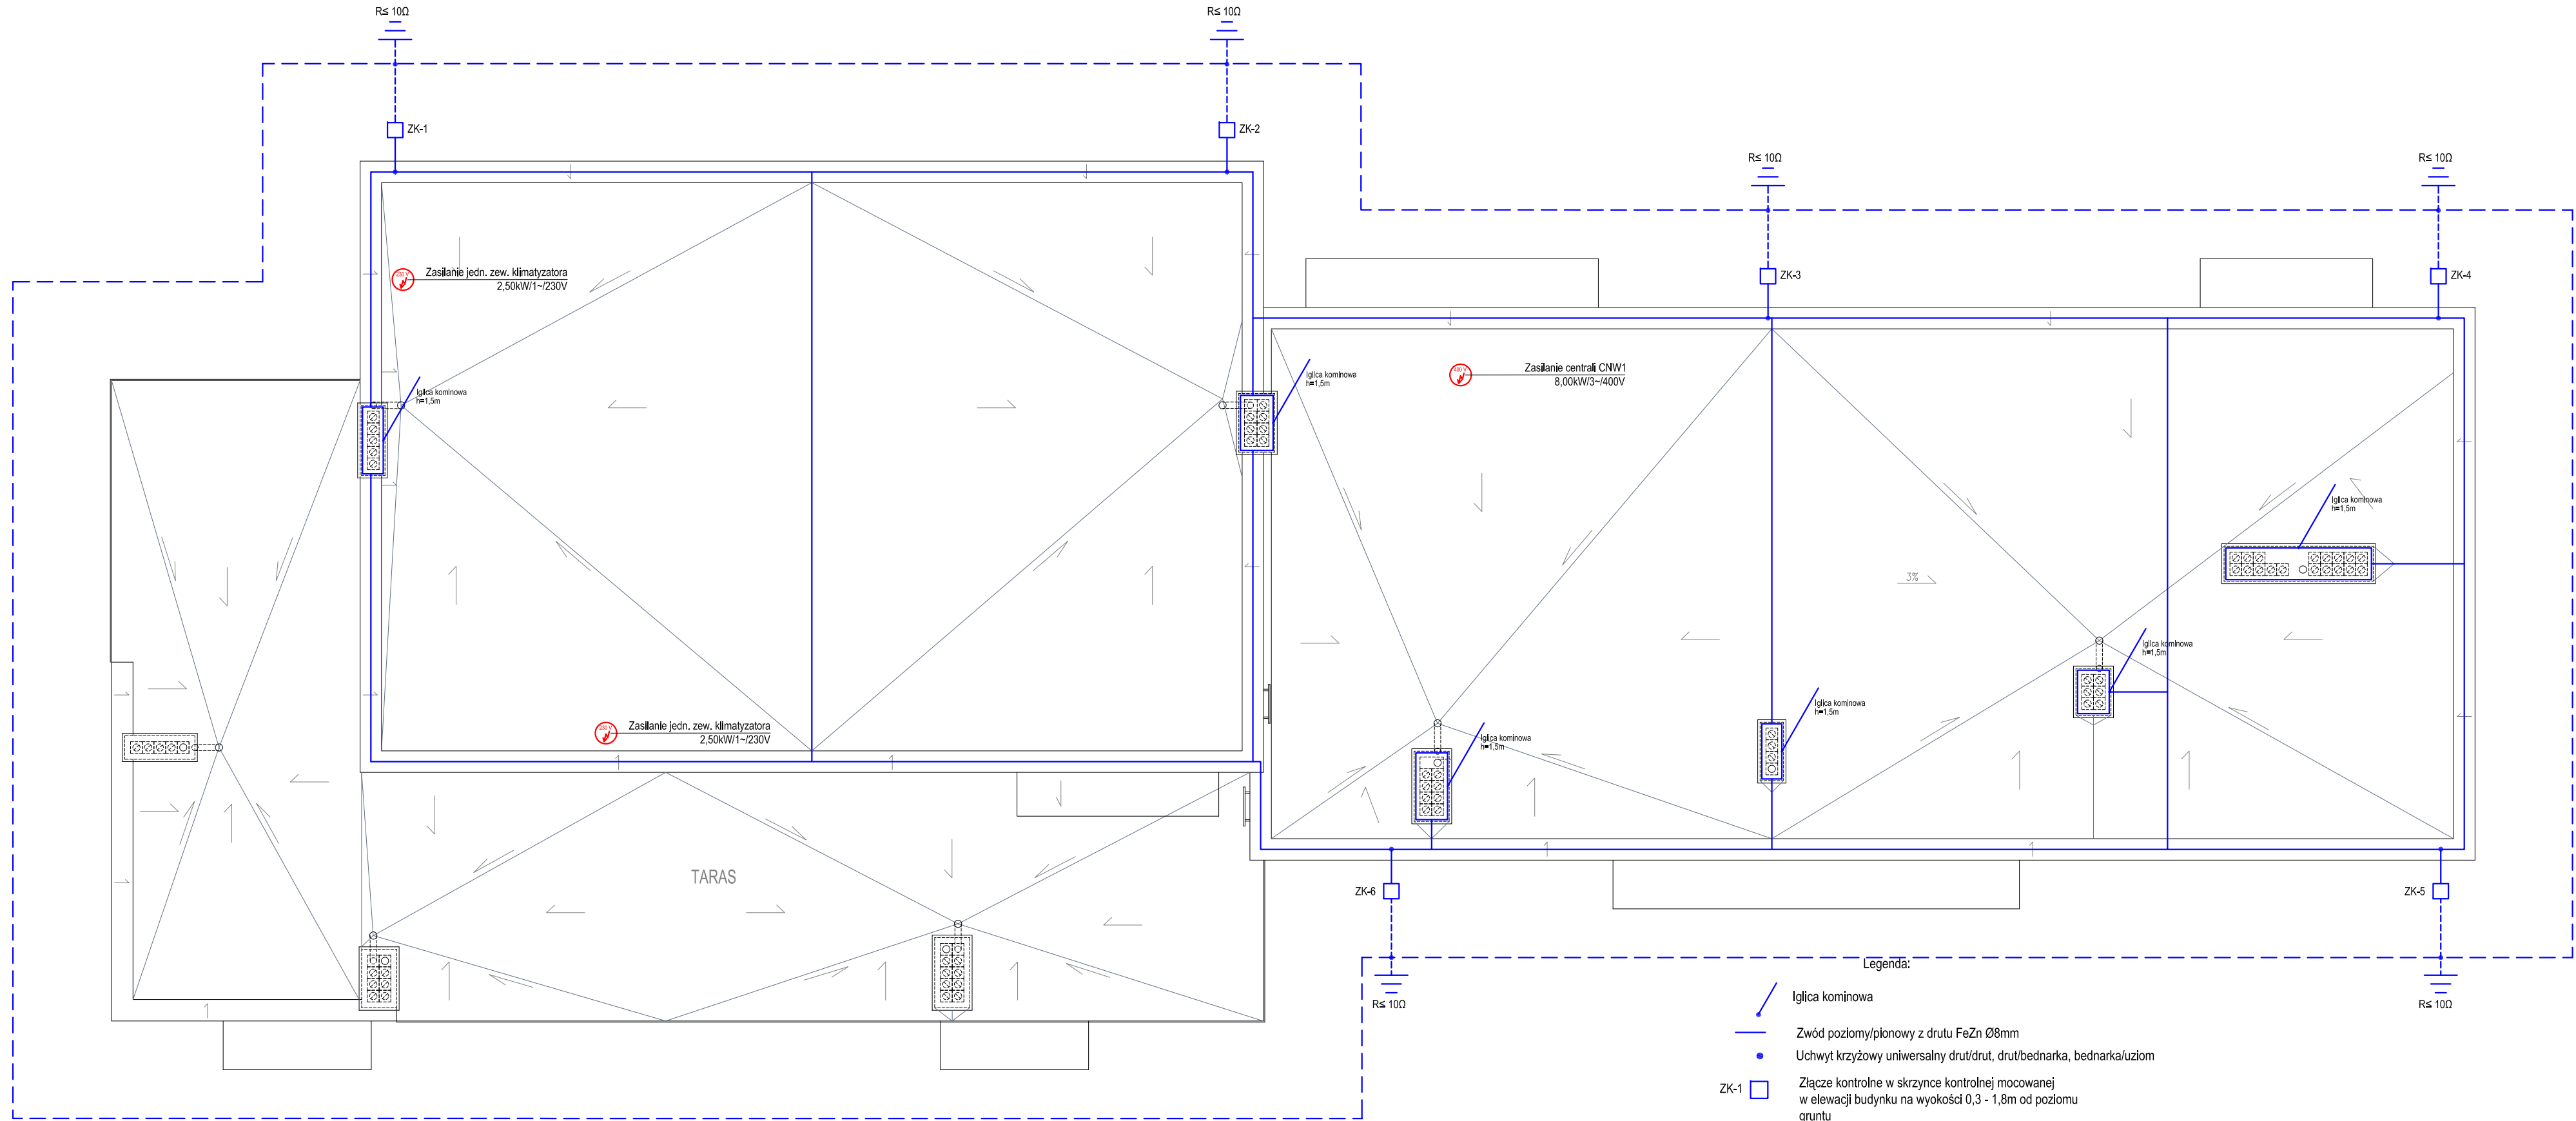 R≤ 10Ω
R≤ 10Ω
ZK-1
ZK-2
R≤ 10Ω
R≤ 10Ω
230 V
Zasilanie jedn. zew. klimatyzatora
2,50kW/1~/230V
ZK-3
ZK-4
400 V
Zasilanie centrali CNW1
8,00kW/3~/400V
Iglica kominowa
h=1,5m
Iglica kominowa
h=1,5m
Iglica kominowa
h=1,5m
3%
Iglica kominowa
h=1,5m
Iglica kominowa
h=1,5m
Iglica kominowa
h=1,5m
230 V
Zasilanie jedn. zew. klimatyzatora
2,50kW/1~/230V
TARAS
ZK-6
ZK-5
R≤ 10Ω
R≤ 10Ω
Legenda:
Iglica kominowa
Zwód poziomy/pionowy z drutu FeZn Ø8mm
Uchwyt krzyżowy uniwersalny drut/drut, drut/bednarka, bednarka/uziom
ZK-1
Złącze kontrolne w skrzynce kontrolnej mocowanej
w elewacji budynku na wyokości 0,3 - 1,8m od poziomu
gruntu